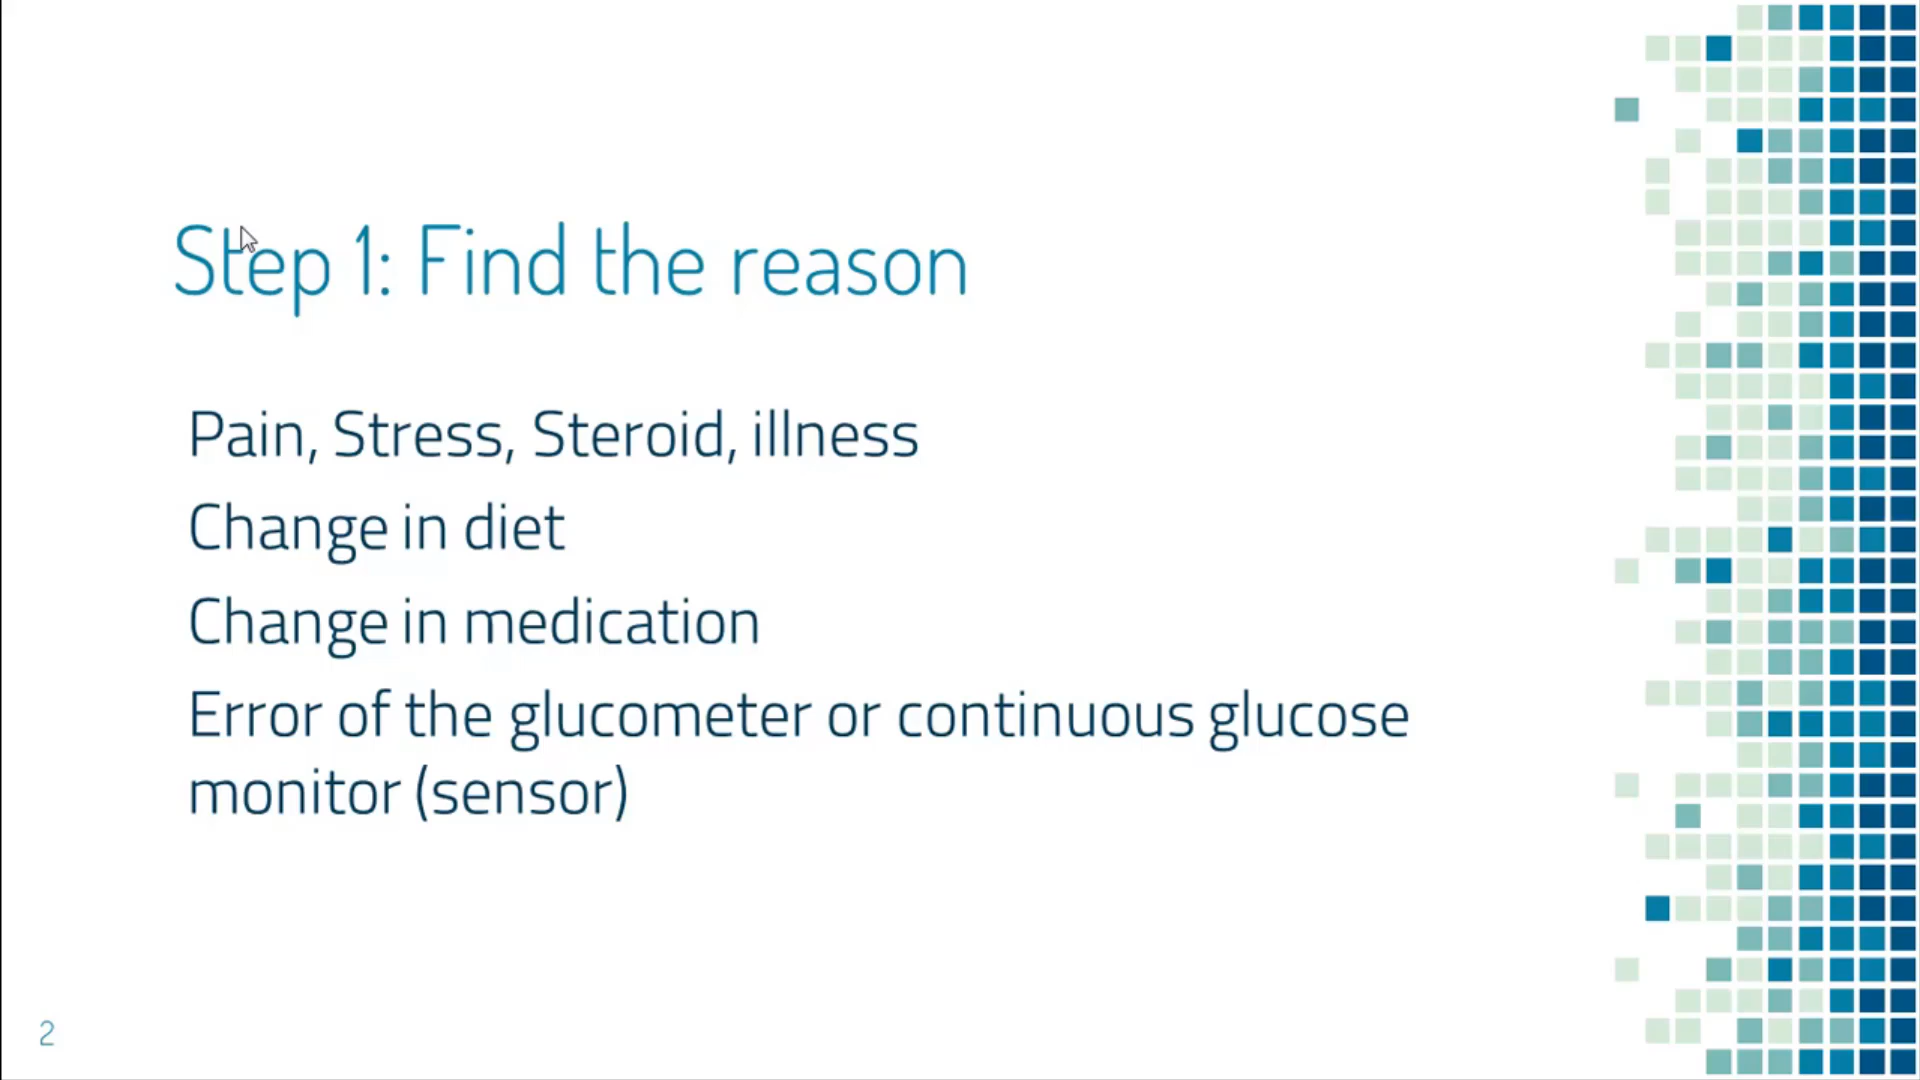 Step 1: Find the reason
Pain, Stress, Steroid, illness
Change in diet
Change in medication
Error of the glucometer or continuous glucose
monitor (sensor)
2